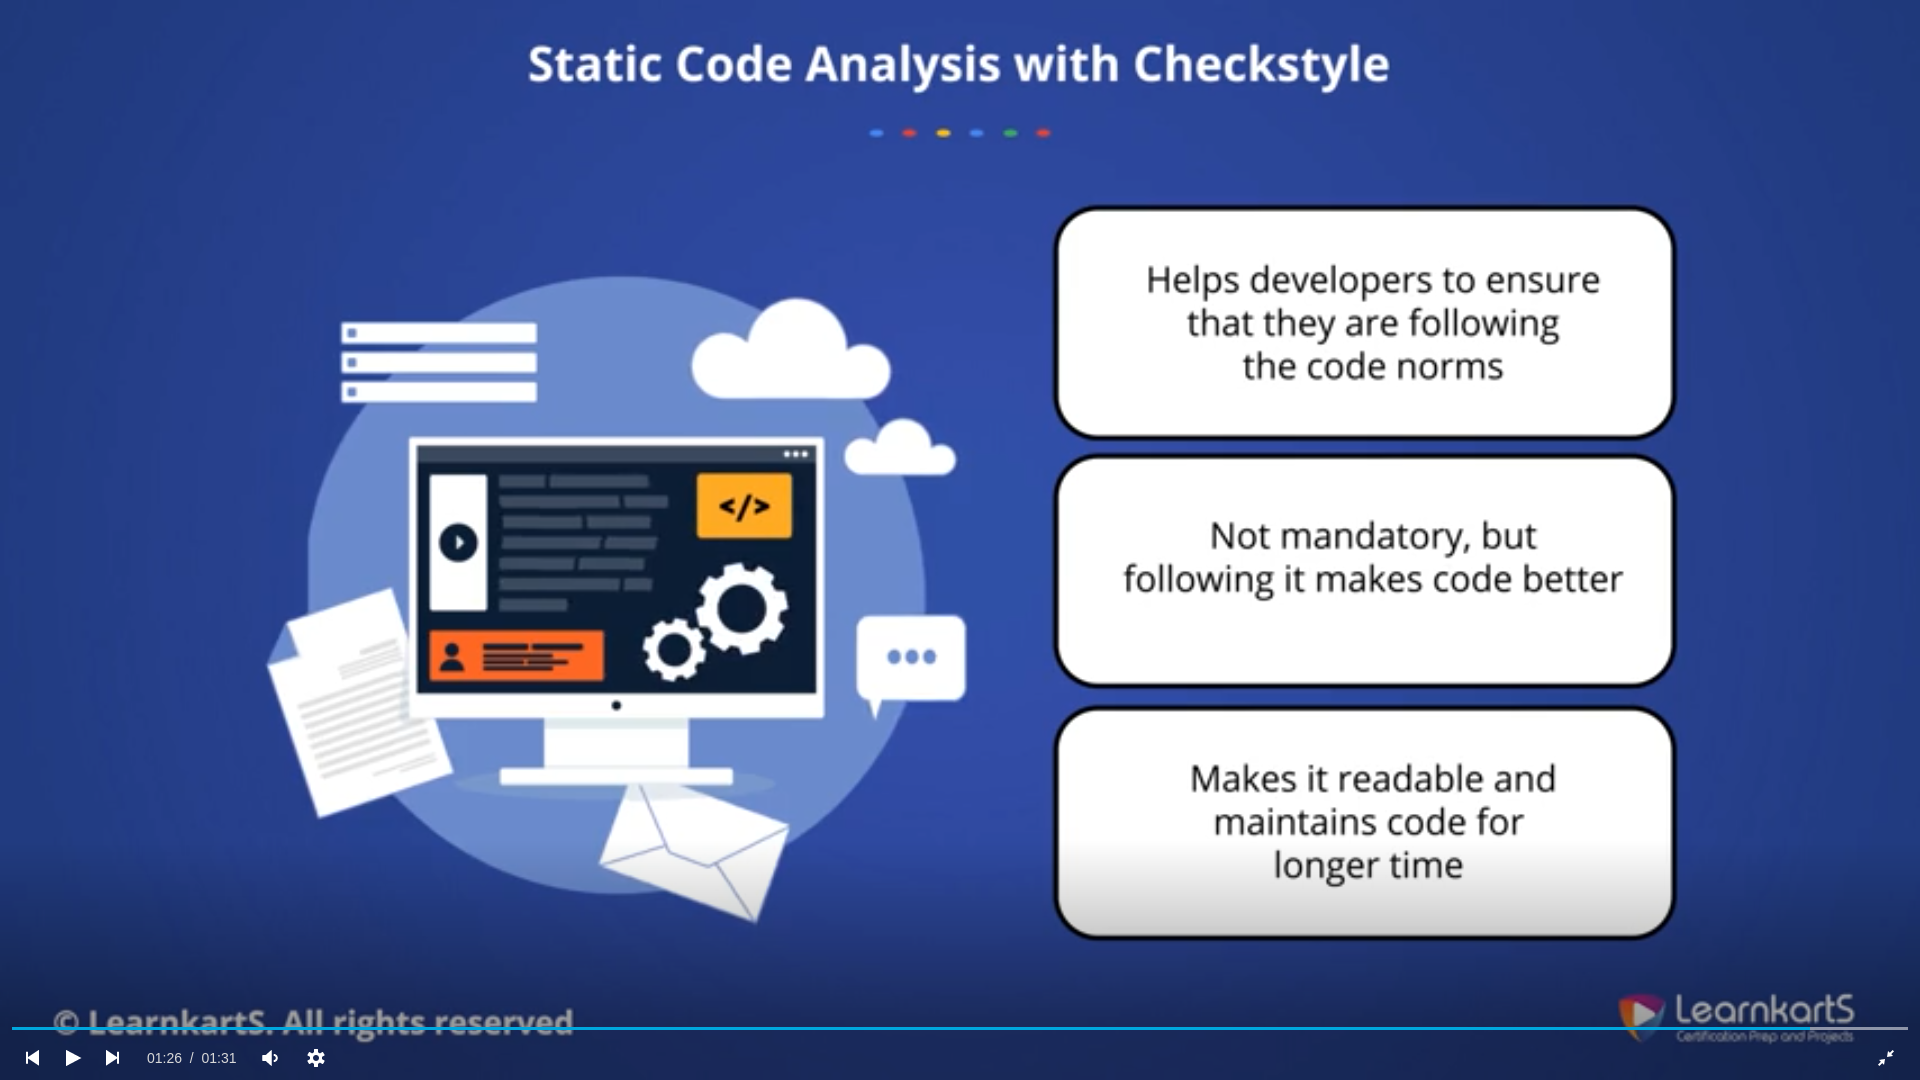 Static Code Analysis with Checkstyle
Helps developers to ensure
that they are following
the code norms
Not mandatory, but
following it makes code better
Makes it readable and
maintains code for
longer time
</>
© LearnkartS. All rights reserved
LearnkartS
Certification Prep and Projects
01:26 / 01:31